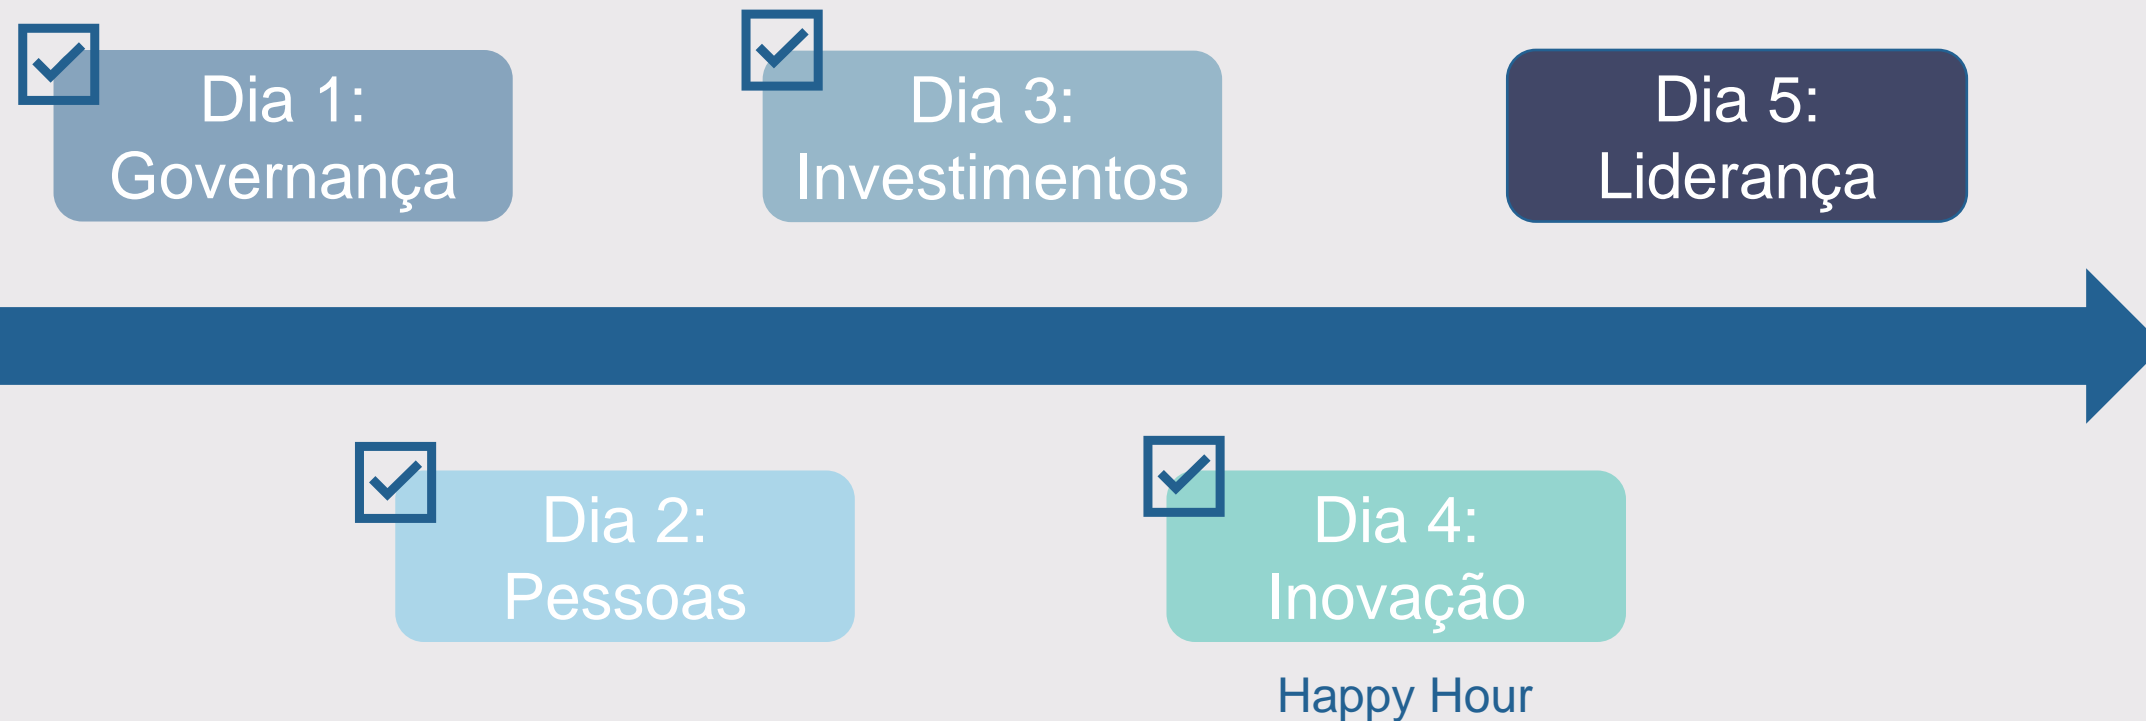 Dia 1:
Governança
Dia 3:
Investimentos
Dia 5:
Liderança
Dia 2:
Pessoas
Dia 4:
Inovação
Happy Hour